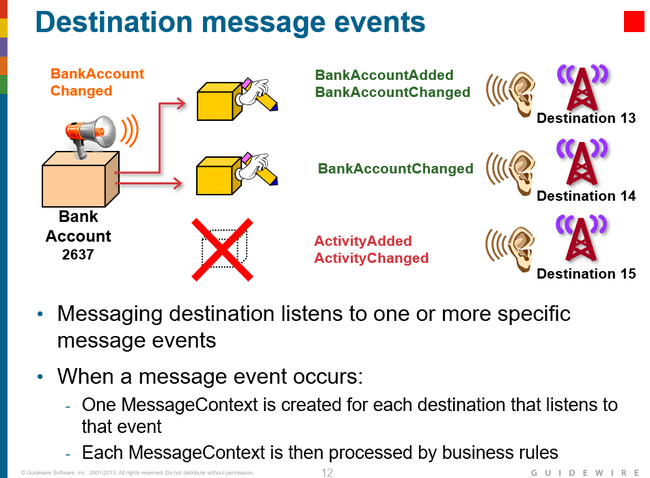 Destination message events
BankAccount
Changed
BankAccountAdded
BankAccountChanged
Destination 13
BankAccountChanged
Destination 14
Bank
Account
2637
ActivityAdded
ActivityChanged
Destination 15
• Messaging destination listens to one or more specific
message events
• When a message event occurs:
- One MessageContext is created for each destination that listens to
that event
- Each MessageContext is then processed by business rules
© Guidewire Software, Inc. 2001-2013. All rights reserved. Do not distribute without permission.
12
GUIDEWIRE